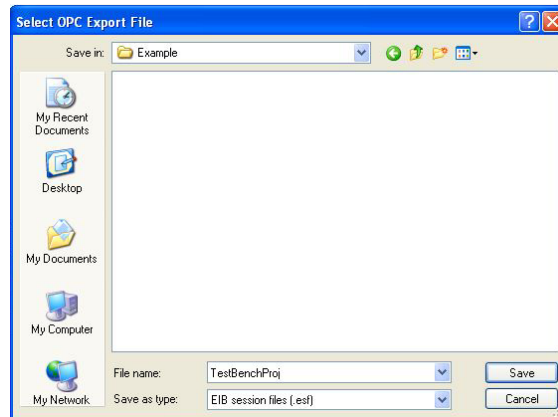 Select OPC Export File
Save in:
Example
My Recent
Documents
Desktop
My Documents
My Computer
My Network
File name:
TestBenchProj
Save
Save as type:
EIB session files (.esf)
Cancel